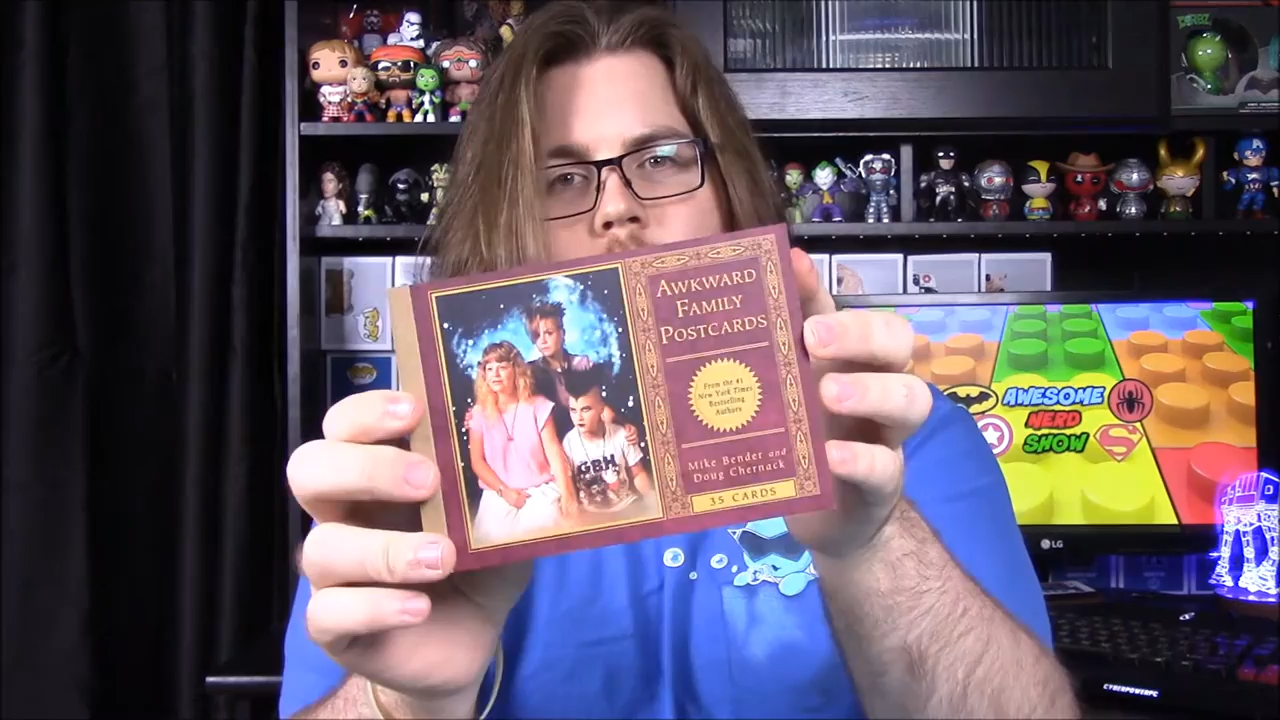 AWKWARD
FAMILY
POSTCARDS
From the #1
New York Times
Bestselling
Authors
Mike Bender and
Doug Chernack
35 CARDS
GBH
AWESOME
NERD
SHOW
LG
CYBERPOWERPC